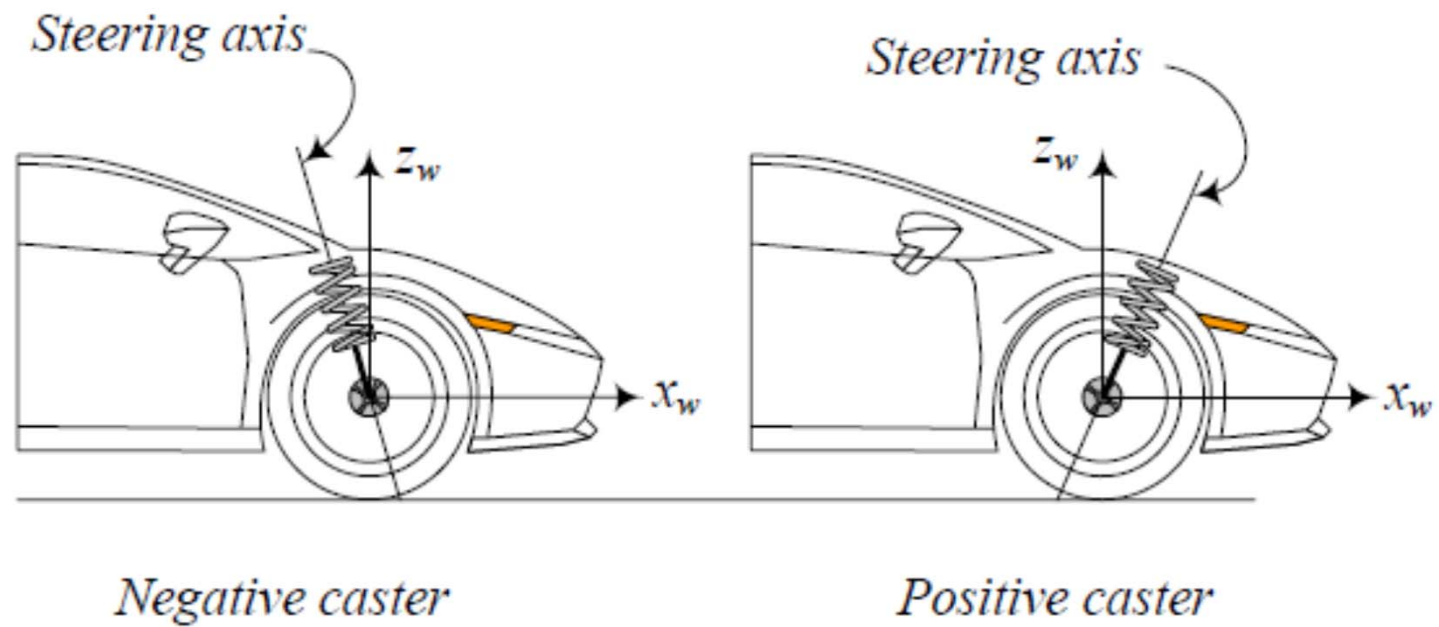 Steering axis
Steering axis
z_w
z_w
x_w
x_w
Negative caster
Positive caster